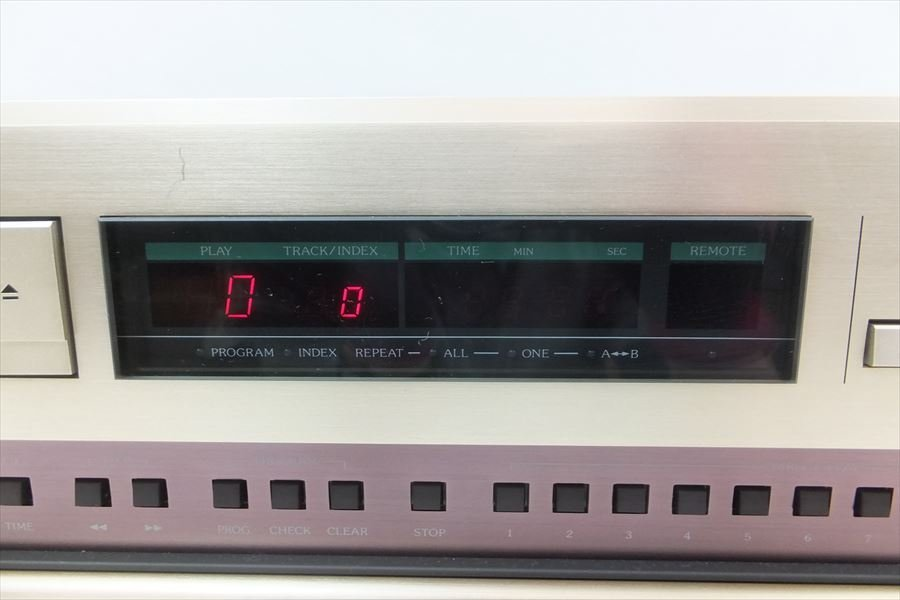 PLAY TRACK/INDEX TIME MIN SEC REMOTE
0 0
PROGRAM INDEX REPEAT ALL ONE A↔B
TIME ◀◀ ▶▶ PROG CHECK CLEAR STOP 1 2 3 4 5 6 7